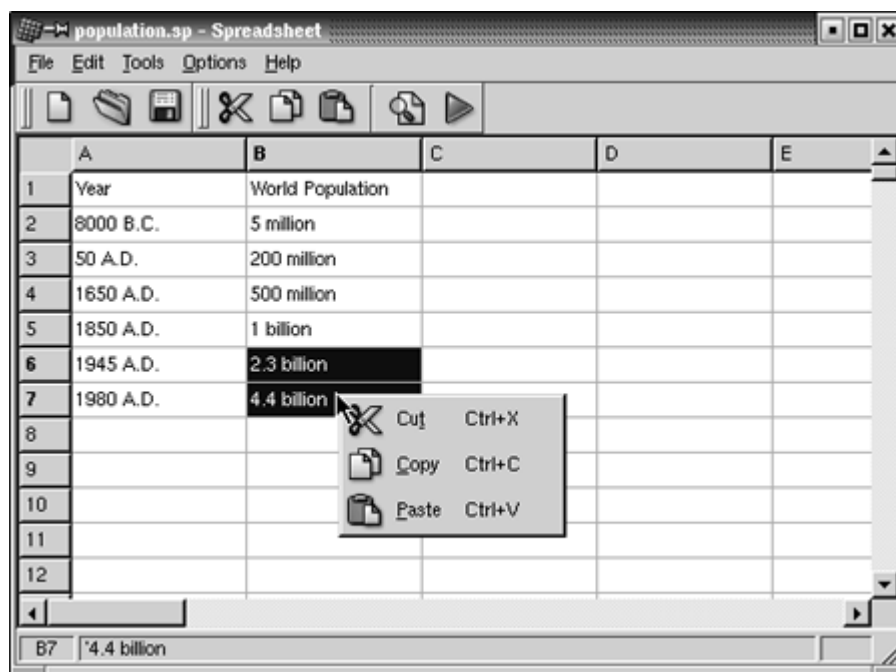 population.sp - Spreadsheet
File Edit Tools Options Help
A B C D E
1 Year World Population
2 8000 B.C. 5 million
3 50 A.D. 200 million
4 1650 A.D. 500 million
5 1850 A.D. 1 billion
6 1945 A.D. 2.3 billion
7 1980 A.D. 4.4 billion
Cut Ctrl+X
8
Copy Ctrl+C
9
10
Paste Ctrl+V
11
12
B7 '4.4 billion